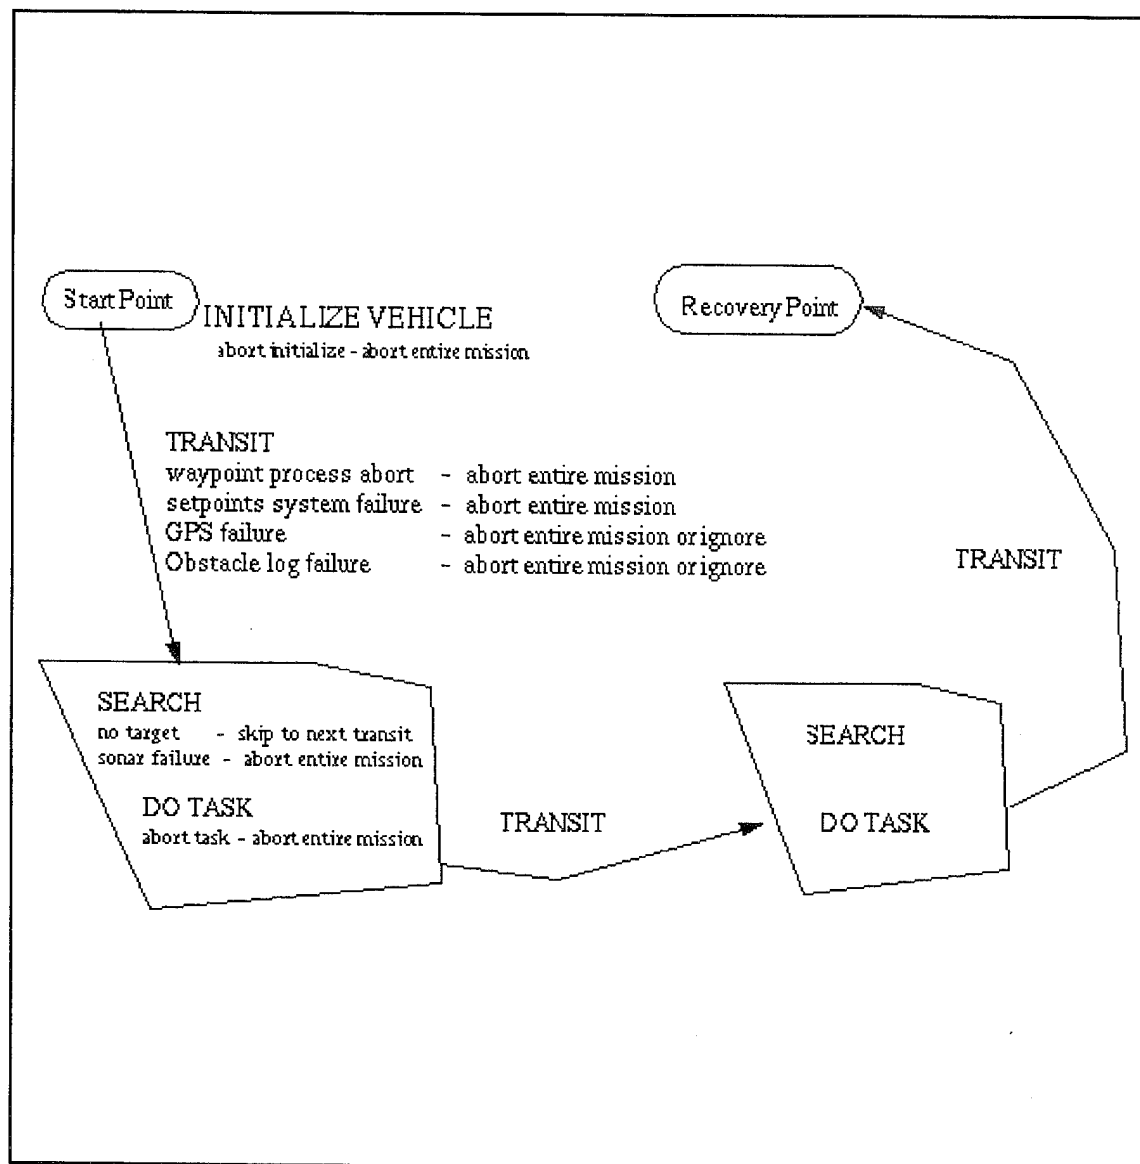 Start Point
INITIALIZE VEHICLE
abort initialize - abort entire mission
Recovery Point
TRANSIT
waypoint process abort - abort entire mission
setpoints system failure - abort entire mission
GPS failure - abort entire mission or ignore
Obstacle log failure - abort entire mission or ignore
TRANSIT
SEARCH
no target - skip to next transit
sonar failure - abort entire mission
DO TASK
abort task - abort entire mission
TRANSIT
SEARCH
DO TASK